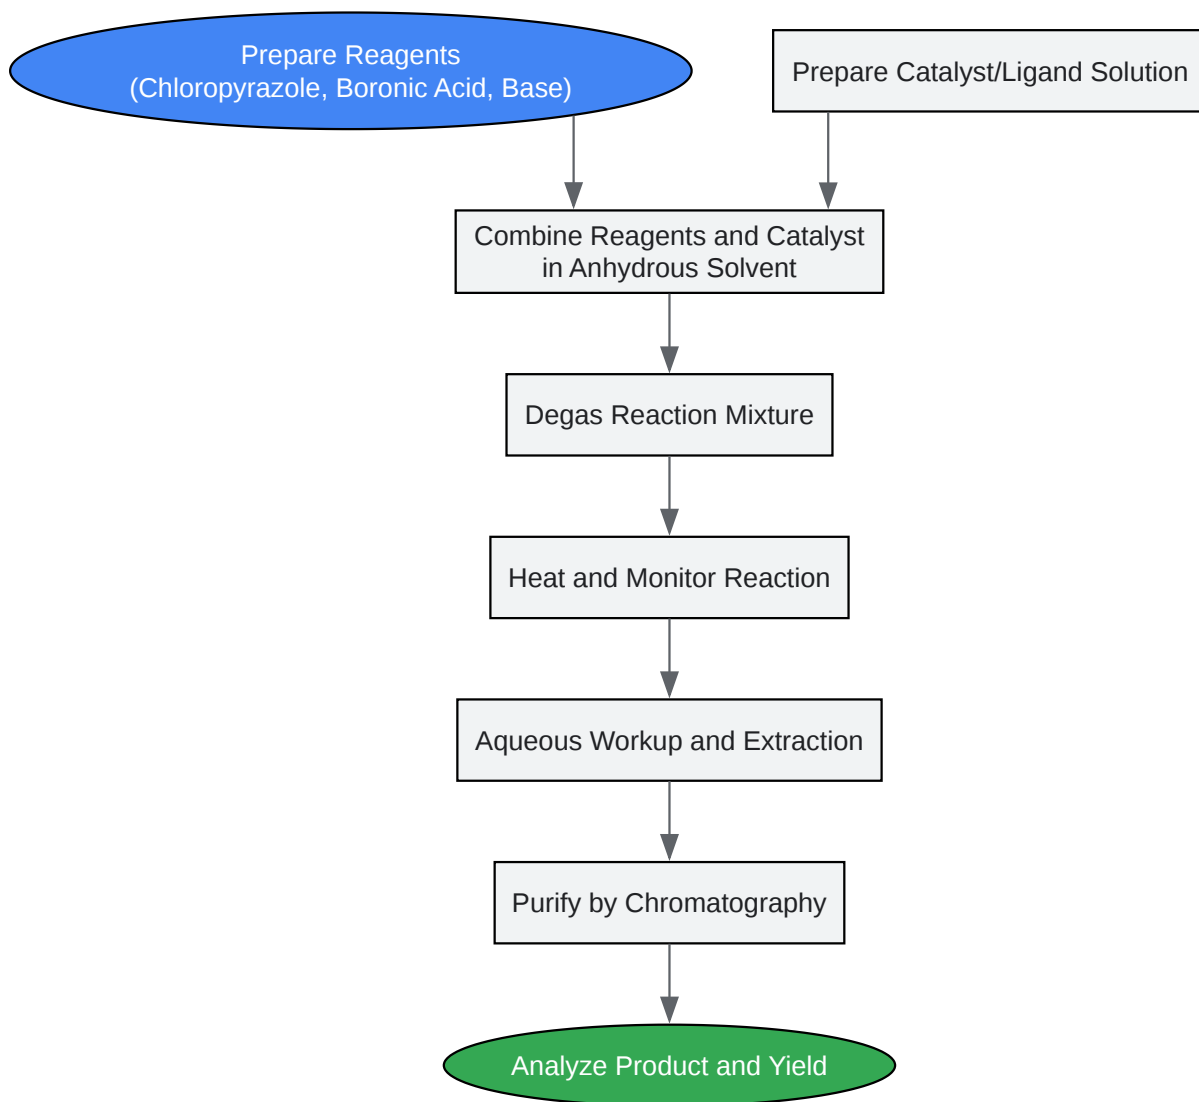 Prepare Reagents
(Chloropyrazole, Boronic Acid, Base)
Prepare Catalyst/Ligand Solution
Combine Reagents and Catalyst
in Anhydrous Solvent
Degas Reaction Mixture
Heat and Monitor Reaction
Aqueous Workup and Extraction
Purify by Chromatography
Analyze Product and Yield